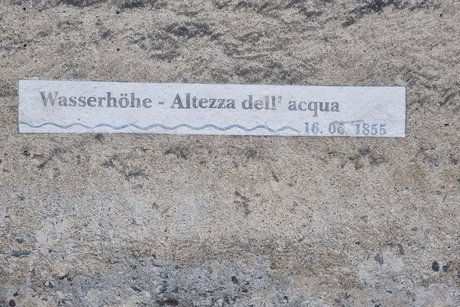 Wasserhöhe - Altezza dell' acqua
16. 06. 1855